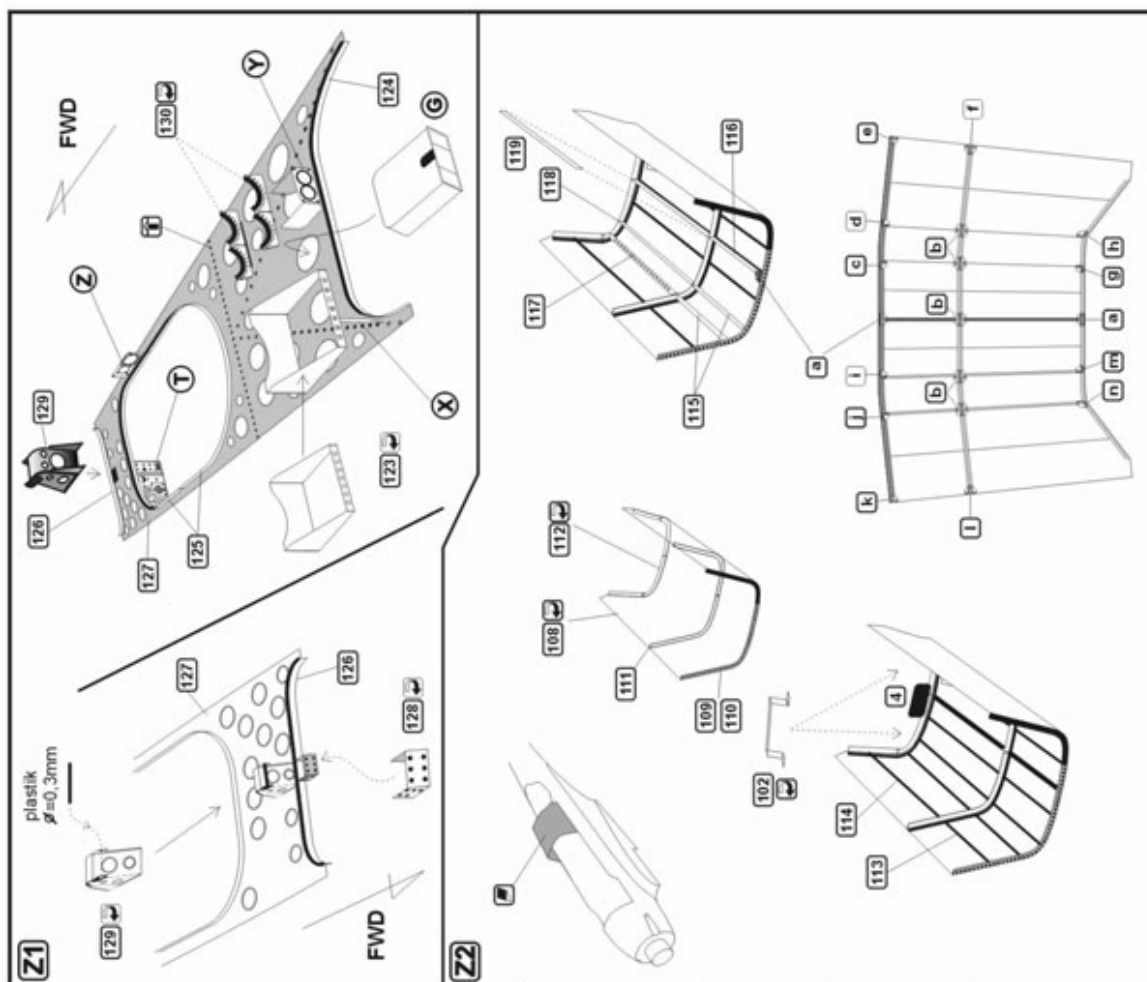 Z1
129
plastik
ø=0,3mm
FWD
127
126
128
126
127
125
129
T
Z
123
X
130
FWD
Y
124
G
Z2
108
112
111
109
110
102
4
114
113
119
118
117
116
115
a
k
j
i
c
d
e
l
b
b
b
f
n
m
a
g
h